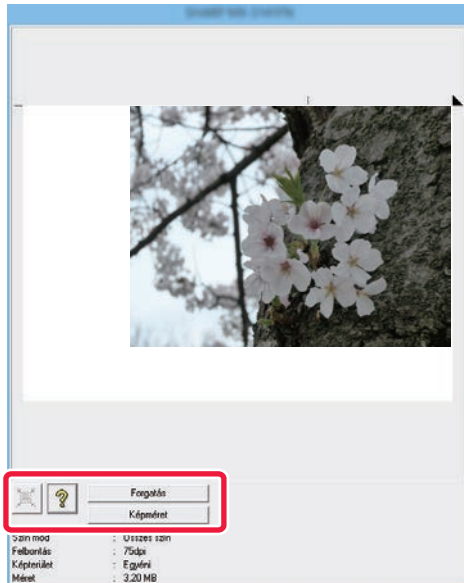 Forgatás
Képméret
Szín mód : Összes szín
Felbontás : 75dpi
Képterület : Egyéni
Méret : 3.20 MB